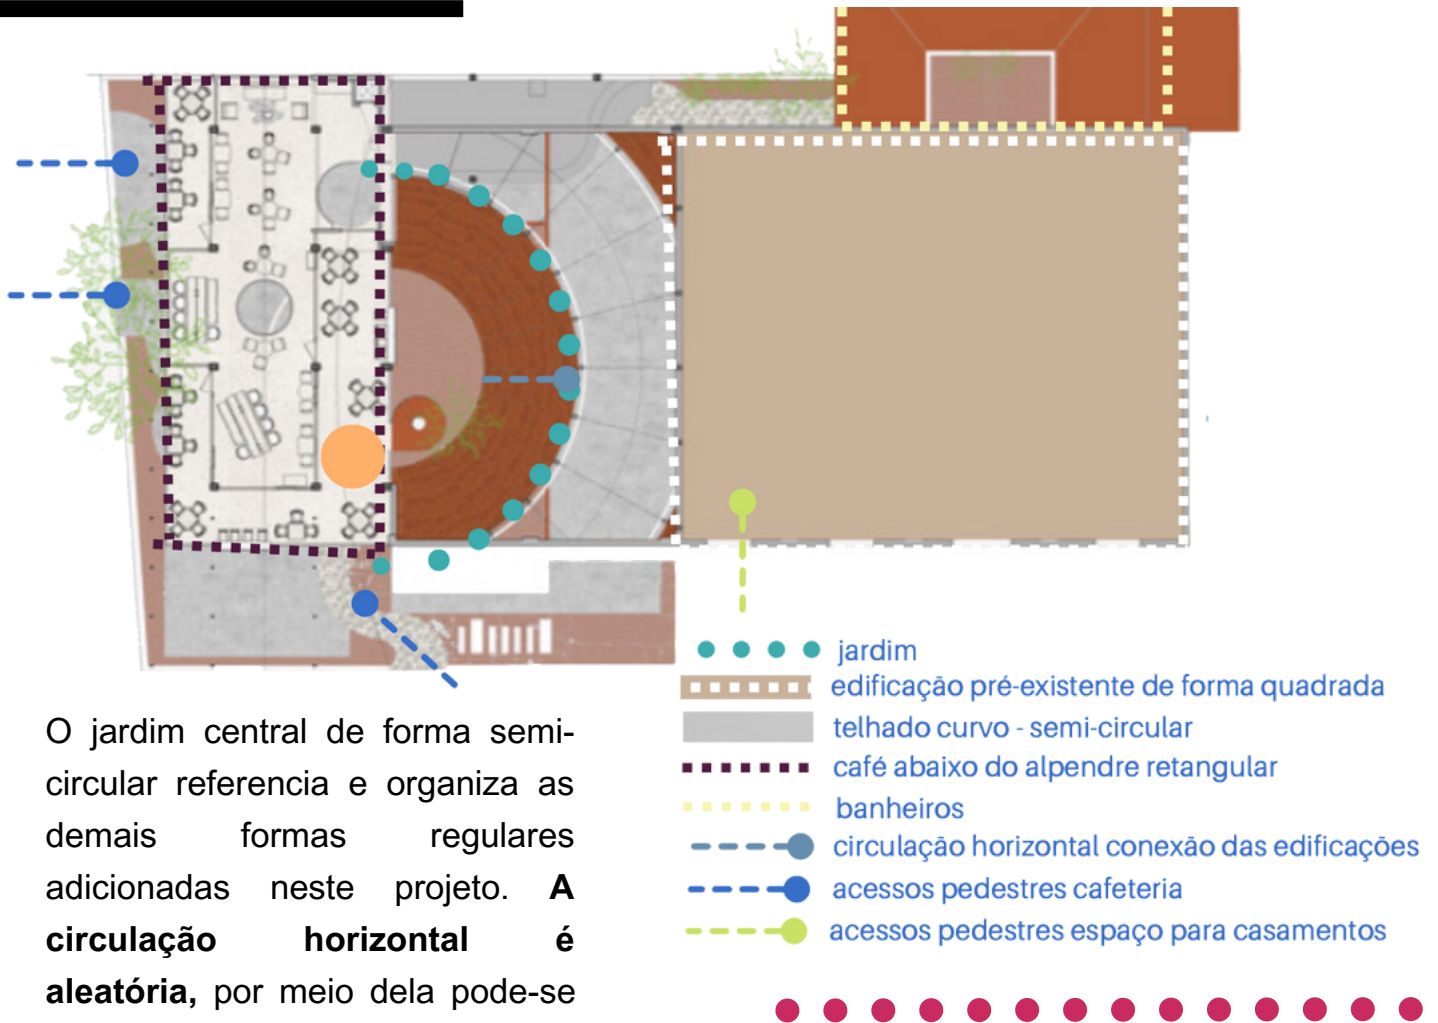 jardim
edificação pré-existente de forma quadrada
telhado curvo - semi-circular
café abaixo do alpendre retangular
banheiros
circulação horizontal conexão das edificações
acessos pedestres cafeteria
acessos pedestres espaço para casamentos
O jardim central de forma semi-
circular referencia e organiza as
demais formas regulares
adicionadas neste projeto. A
circulação horizontal é
aleatória, por meio dela pode-se